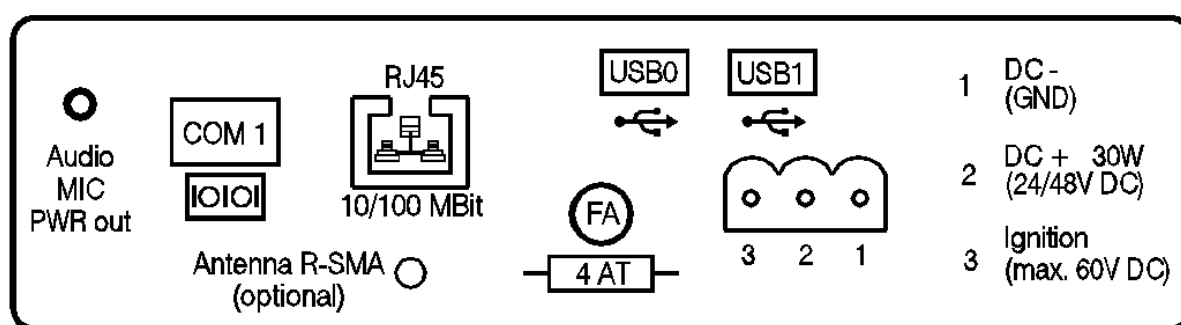 Audio
MIC
PWR out
COM 1
IOIOI
RJ45
10/100 MBit
Antenna R-SMA
(optional)
USB0
USB1
FA
4 AT
3 2 1
1 DC -
(GND)
2 DC + 30W
(24/48V DC)
3 Ignition
(max. 60V DC)